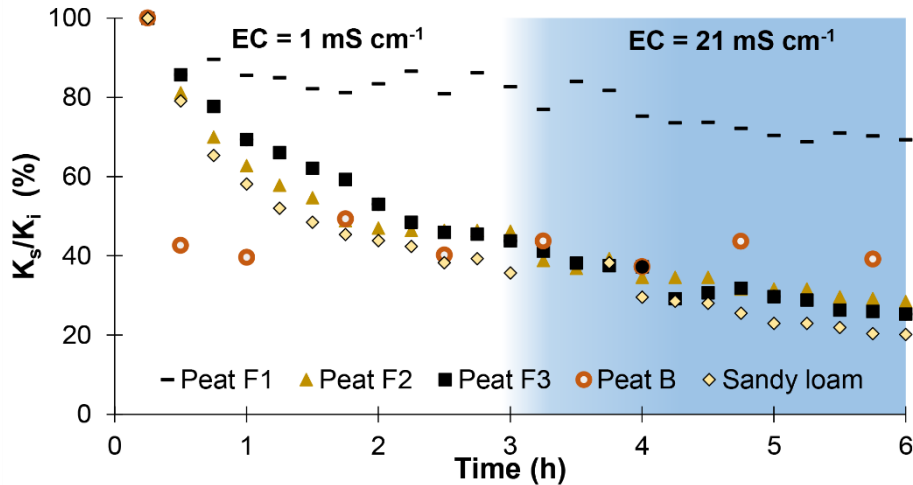 EC = 1 mS cm⁻¹
EC = 21 mS cm⁻¹
100
80
60
40
20
0
Kₛ/Kᵢ (%)
Peat F1 Peat F2 Peat F3 Peat B Sandy loam
0 1 2 3 4 5 6
Time (h)